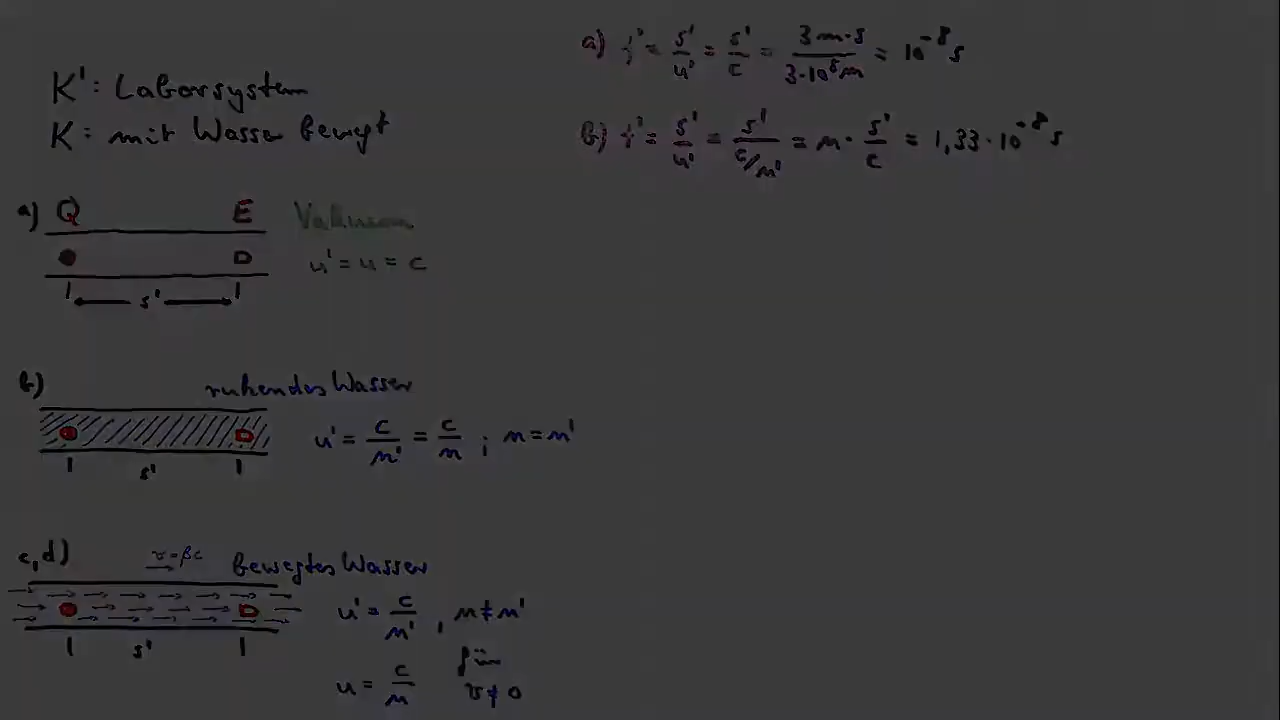 K': Laborsystem
K: mit Wasser bewegt
a) Q E Vakuum
u' = u = c
s'
b) ruhendes Wasser
u' = c/n' = c/n ; n = n'
s'
c,d) v=βc bewegtes Wasser
u' = c/n' , n ≠ n'
s'
für
u = c/n v ≠ 0
a) t' = s'/u' = s'/c = 3 m·s/3·10⁸m = 10⁻⁸ s
b) t' = s'/u' = s'/c/n' = n · s'/c = 1,33 · 10⁻⁸ s